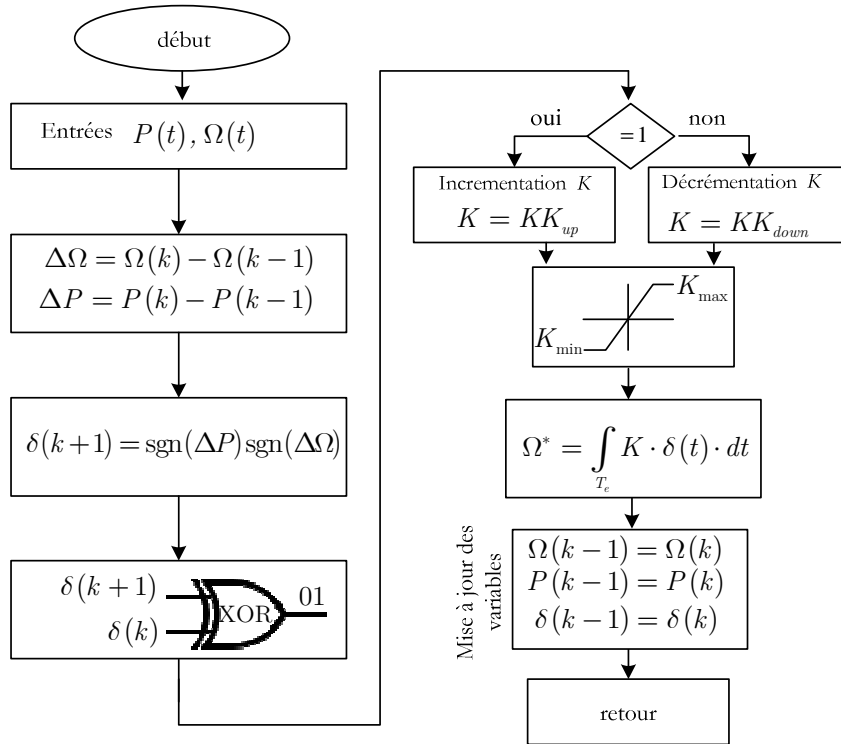 début
Entrées P(t), Ω(t)
ΔΩ = Ω(k) − Ω(k−1)
ΔP = P(k) − P(k−1)
δ(k+1) = sgn(ΔP)sgn(ΔΩ)
δ(k+1)
δ(k)
XOR
01
=1
oui
non
Incrementation K
K = KK_up
Décrémentation K
K = KK_down
K_max
K_min
Ω* = ∫_{T_e} K · δ(t) · dt
Mise à jour des
variables
Ω(k−1) = Ω(k)
P(k−1) = P(k)
δ(k−1) = δ(k)
retour